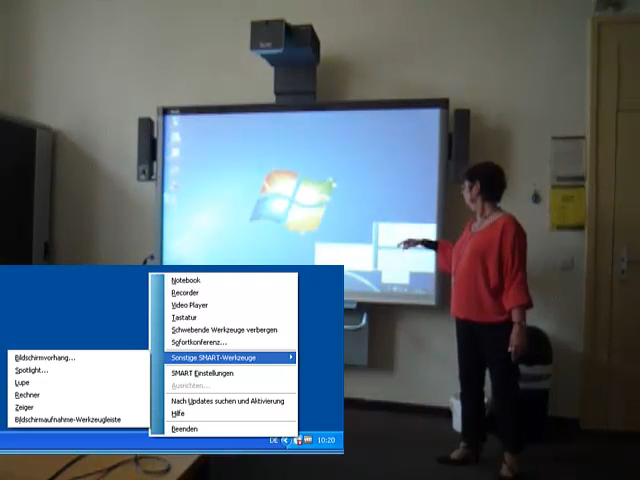 Notebook
Recorder
Video Player
Tastatur
Schwebende Werkzeuge verbergen
Sofortkonferenz...
Sonstige SMART-Werkzeuge
SMART Einstellungen
Ausrichten...
Nach Updates suchen und Aktivierung
Hilfe
Beenden
Bildschirmvorhang...
Spotlight...
Lupe
Rechner
Zeiger
Bildschirmaufnahme-Werkzeugleiste
DE
10:20